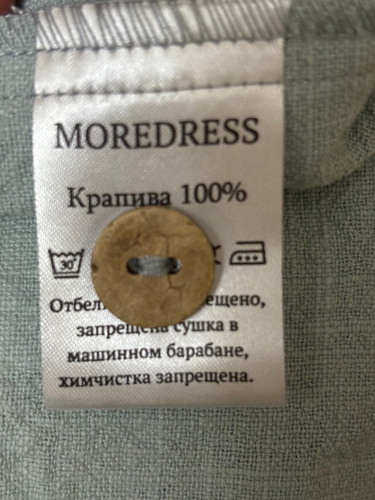 MOREDRESS
Крапива 100%
30°
запрещена сушка в
машинном барабане,
химчистка запрещена.